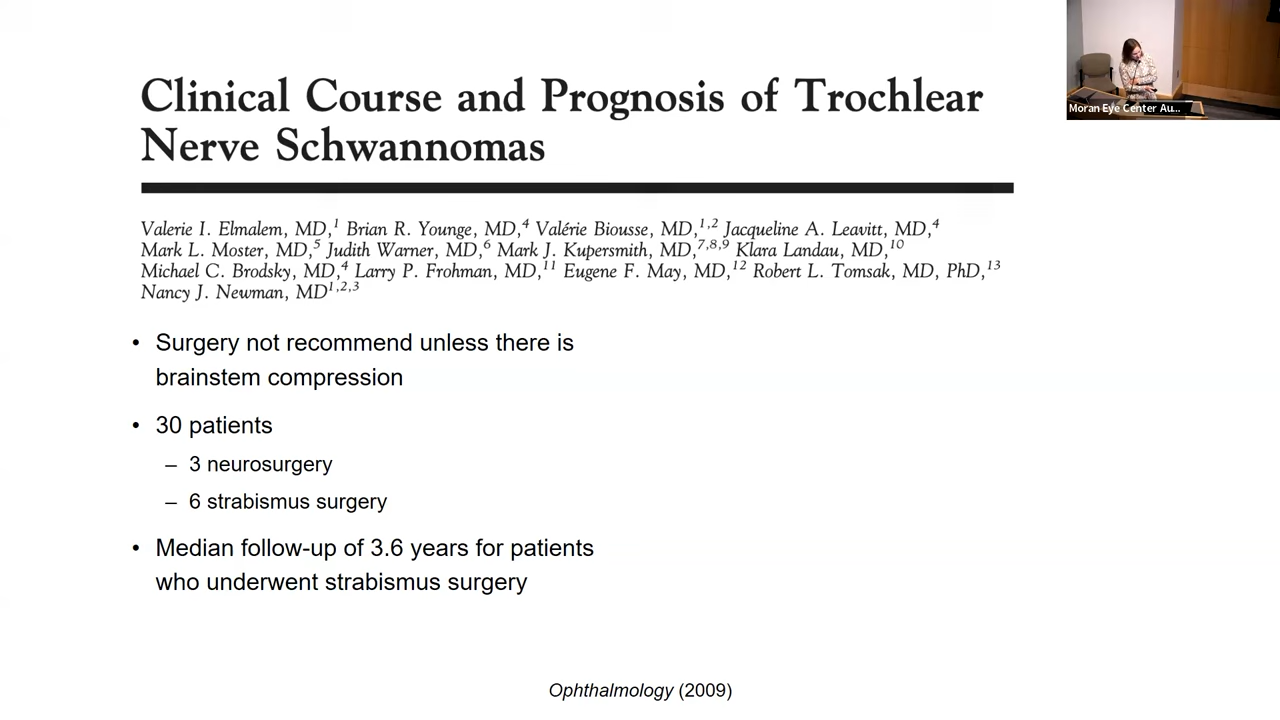 Clinical Course and Prognosis of Trochlear
Nerve Schwannomas
Valerie I. Elmalem, MD,1 Brian R. Younge, MD,4 Valérie Biousse, MD,1,2 Jacqueline A. Leavitt, MD,4
Mark L. Moster, MD,5 Judith Warner, MD,6 Mark J. Kupersmith, MD,7,8,9 Klara Landau, MD,10
Michael C. Brodsky, MD,4 Larry P. Frohman, MD,11 Eugene F. May, MD,12 Robert L. Tomsak, MD, PhD,13
Nancy J. Newman, MD1,2,3
• Surgery not recommend unless there is
brainstem compression
• 30 patients
– 3 neurosurgery
– 6 strabismus surgery
• Median follow-up of 3.6 years for patients
who underwent strabismus surgery
Ophthalmology (2009)
Moran Eye Center Au...